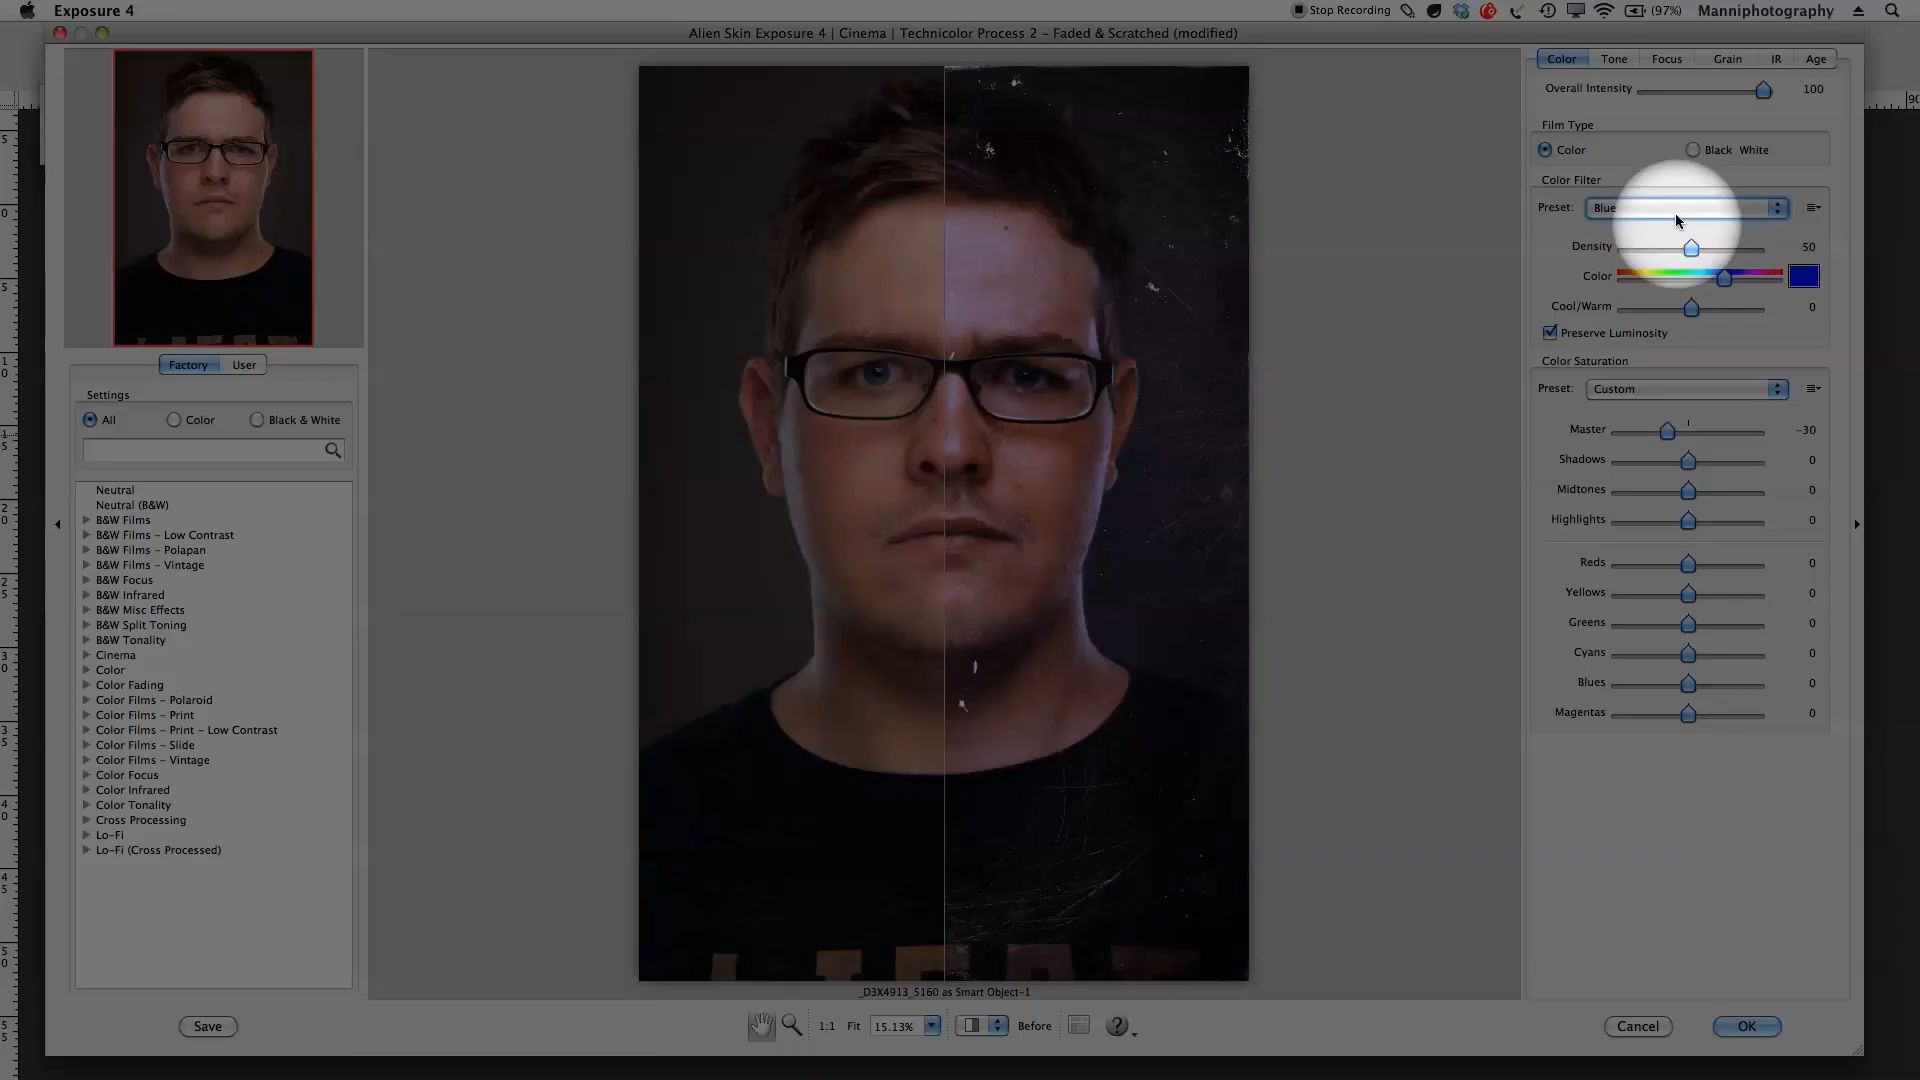 Exposure 4
Stop Recording
(97%)
Manniphotography
Alien Skin Exposure 4 | Cinema | Technicolor Process 2 - Faded & Scratched (modified)
Factory
User
Settings
All
Color
Black & White
Neutral
Neutral (B&W)
B&W Films
B&W Films - Low Contrast
B&W Films - Polapan
B&W Films - Vintage
B&W Focus
B&W Infrared
B&W Misc Effects
B&W Split Toning
B&W Tonality
Cinema
Color
Color Fading
Color Films - Polaroid
Color Films - Print
Color Films - Print - Low Contrast
Color Films - Slide
Color Films - Vintage
Color Focus
Color Infrared
Color Tonality
Cross Processing
Lo-Fi
Lo-Fi (Cross Processed)
Save
_D3X4913_5160 as Smart Object-1
1:1
Fit
15.13%
Before
?
Color
Tone
Focus
Grain
IR
Age
Overall Intensity
100
Film Type
Color
Black White
Color Filter
Preset:
Blue
Density
50
Color
Cool/Warm
0
Preserve Luminosity
Color Saturation
Preset:
Custom
Master
-30
Shadows
0
Midtones
0
Highlights
0
Reds
0
Yellows
0
Greens
0
Cyans
0
Blues
0
Magentas
0
Cancel
OK